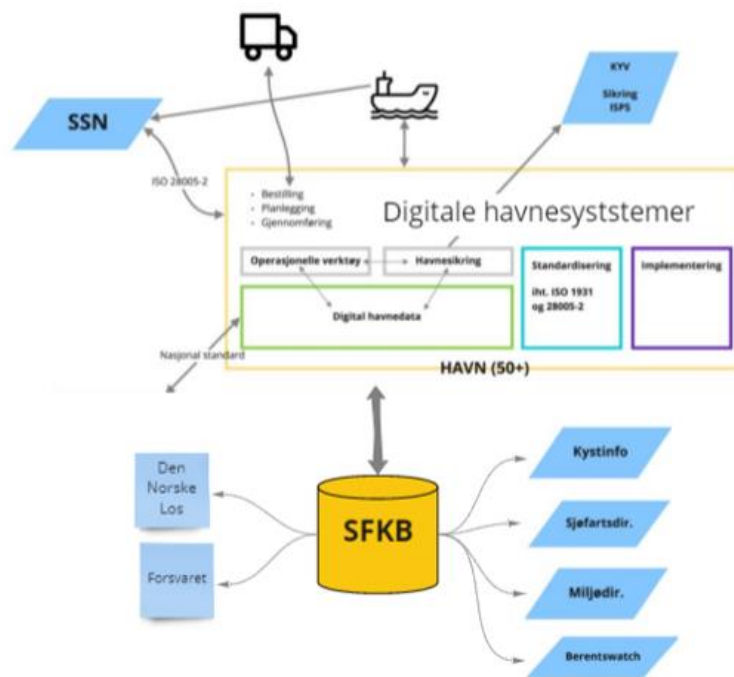 KYV
Sikring
ISPS
SSN
ISO 28005-2
• Bestilling
• Planlegging
• Gjennomføring
Digitale havnesyststemer
Operasjonelle verktøy
Havnesikring
Standardisering
iht. ISO 1931
og 28005-2
Implementering
Digital havnedata
Nasjonal standard
HAVN (50+)
Den
Norske
Los
Forsvaret
SFKB
Kystinfo
Sjøfartsdir.
Miljødir.
Berentswatch